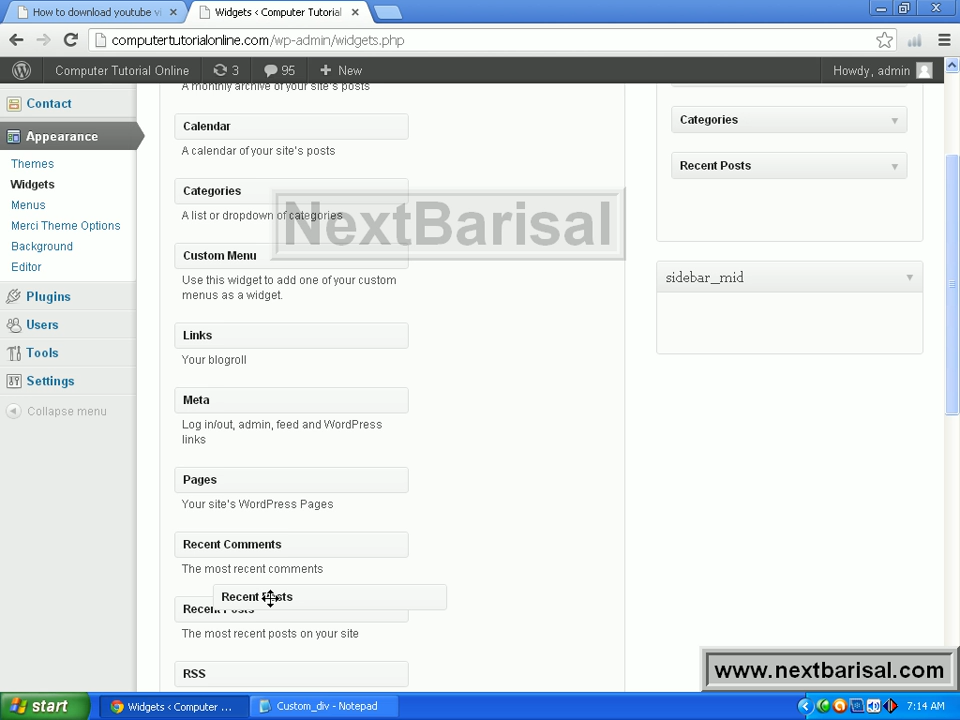 How to download youtube vi
Widgets < Computer Tutorial
computertutorialonline.com/wp-admin/widgets.php
Computer Tutorial Online
3
95
New
Howdy, admin
Contact
Appearance
Themes
Widgets
Menus
Merci Theme Options
Background
Editor
Plugins
Users
Tools
Settings
Collapse menu
A monthly archive of your site's posts
Calendar
A calendar of your site's posts
Categories
A list or dropdown of categories
Custom Menu
Use this widget to add one of your custom
menus as a widget.
Links
Your blogroll
Meta
Log in/out, admin, feed and WordPress
links
Pages
Your site's WordPress Pages
Recent Comments
The most recent comments
Recent Posts
Recent Posts
The most recent posts on your site
RSS
Categories
Recent Posts
sidebar_mid
NextBarisal
www.nextbarisal.com
start
Widgets < Computer ...
Custom_div - Notepad
7:14 AM